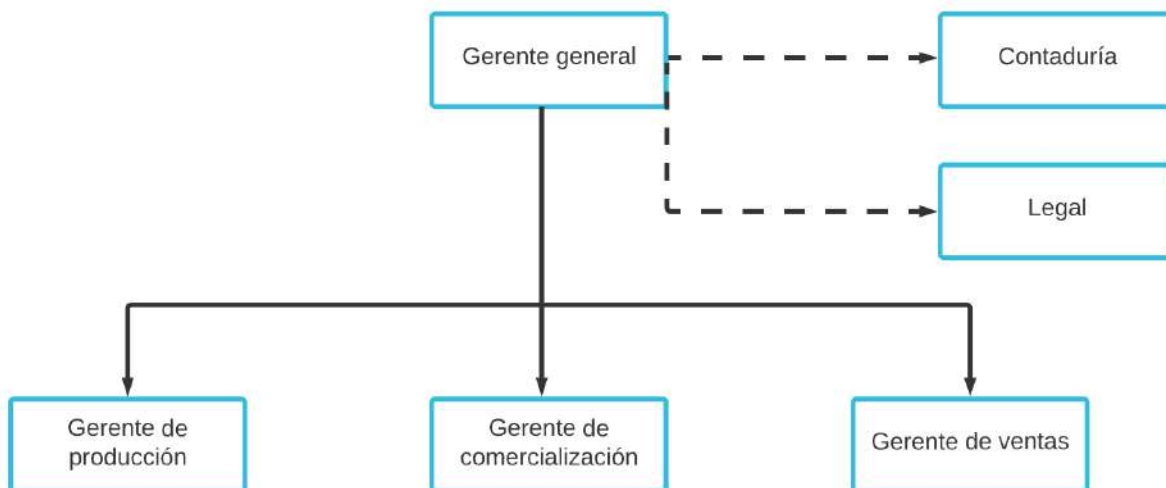 Gerente general
Contaduría
Legal
Gerente de
producción
Gerente de
comercialización
Gerente de ventas